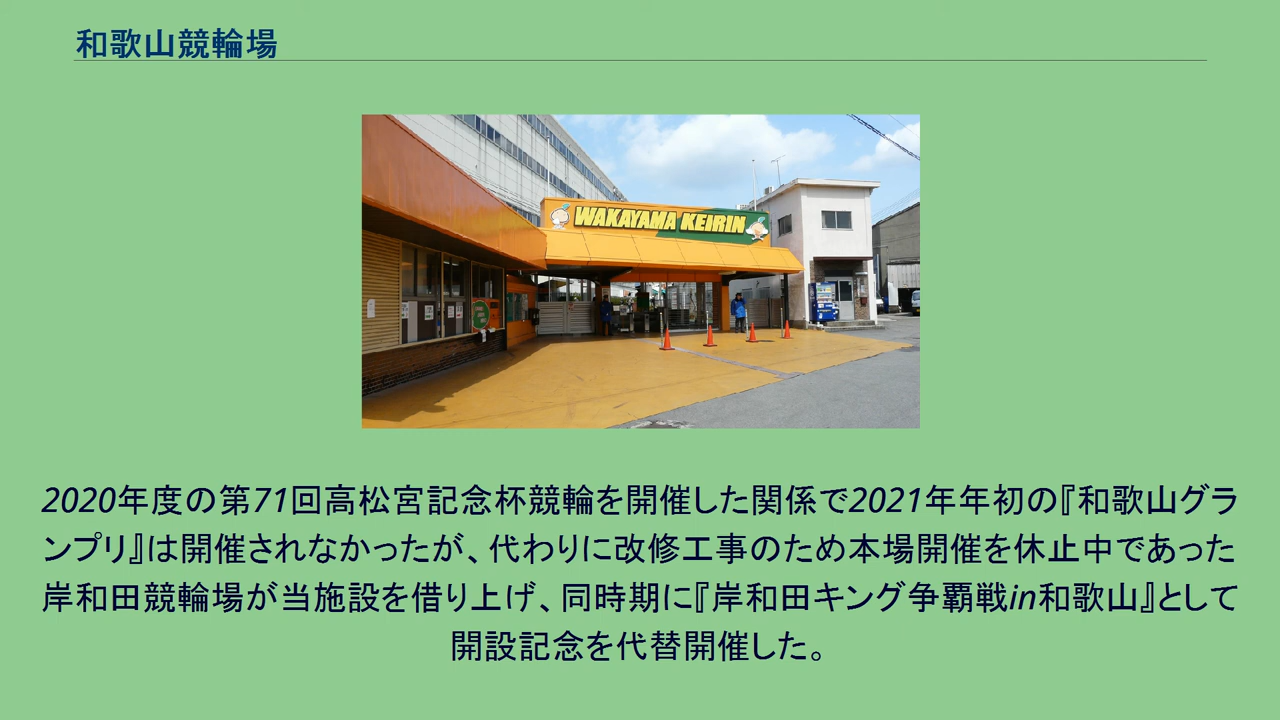 和歌山競輪場
WAKAYAMA KEIRIN
2020年度の第71回高松宮記念杯競輪を開催した関係で2021年年初の『和歌山グラ
ンプリ』は開催されなかったが、代わりに改修工事のため本場開催を休止中であった
岸和田競輪場が当施設を借り上げ、同時期に『岸和田キング争覇戦in和歌山』として
開設記念を代替開催した。